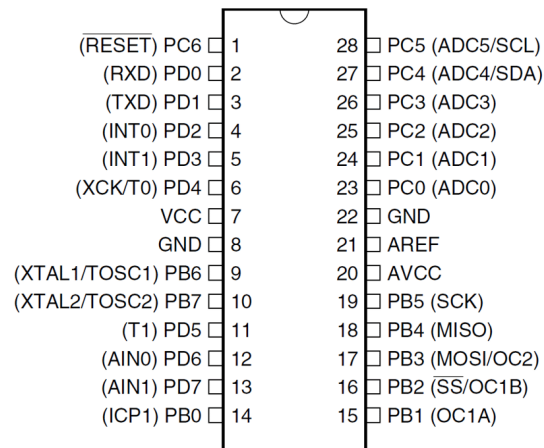 (RESET) PC6 1 28 PC5 (ADC5/SCL)
(RXD) PD0 2 27 PC4 (ADC4/SDA)
(TXD) PD1 3 26 PC3 (ADC3)
(INT0) PD2 4 25 PC2 (ADC2)
(INT1) PD3 5 24 PC1 (ADC1)
(XCK/T0) PD4 6 23 PC0 (ADC0)
VCC 7 22 GND
GND 8 21 AREF
(XTAL1/TOSC1) PB6 9 20 AVCC
(XTAL2/TOSC2) PB7 10 19 PB5 (SCK)
(T1) PD5 11 18 PB4 (MISO)
(AIN0) PD6 12 17 PB3 (MOSI/OC2)
(AIN1) PD7 13 16 PB2 (SS/OC1B)
(ICP1) PB0 14 15 PB1 (OC1A)